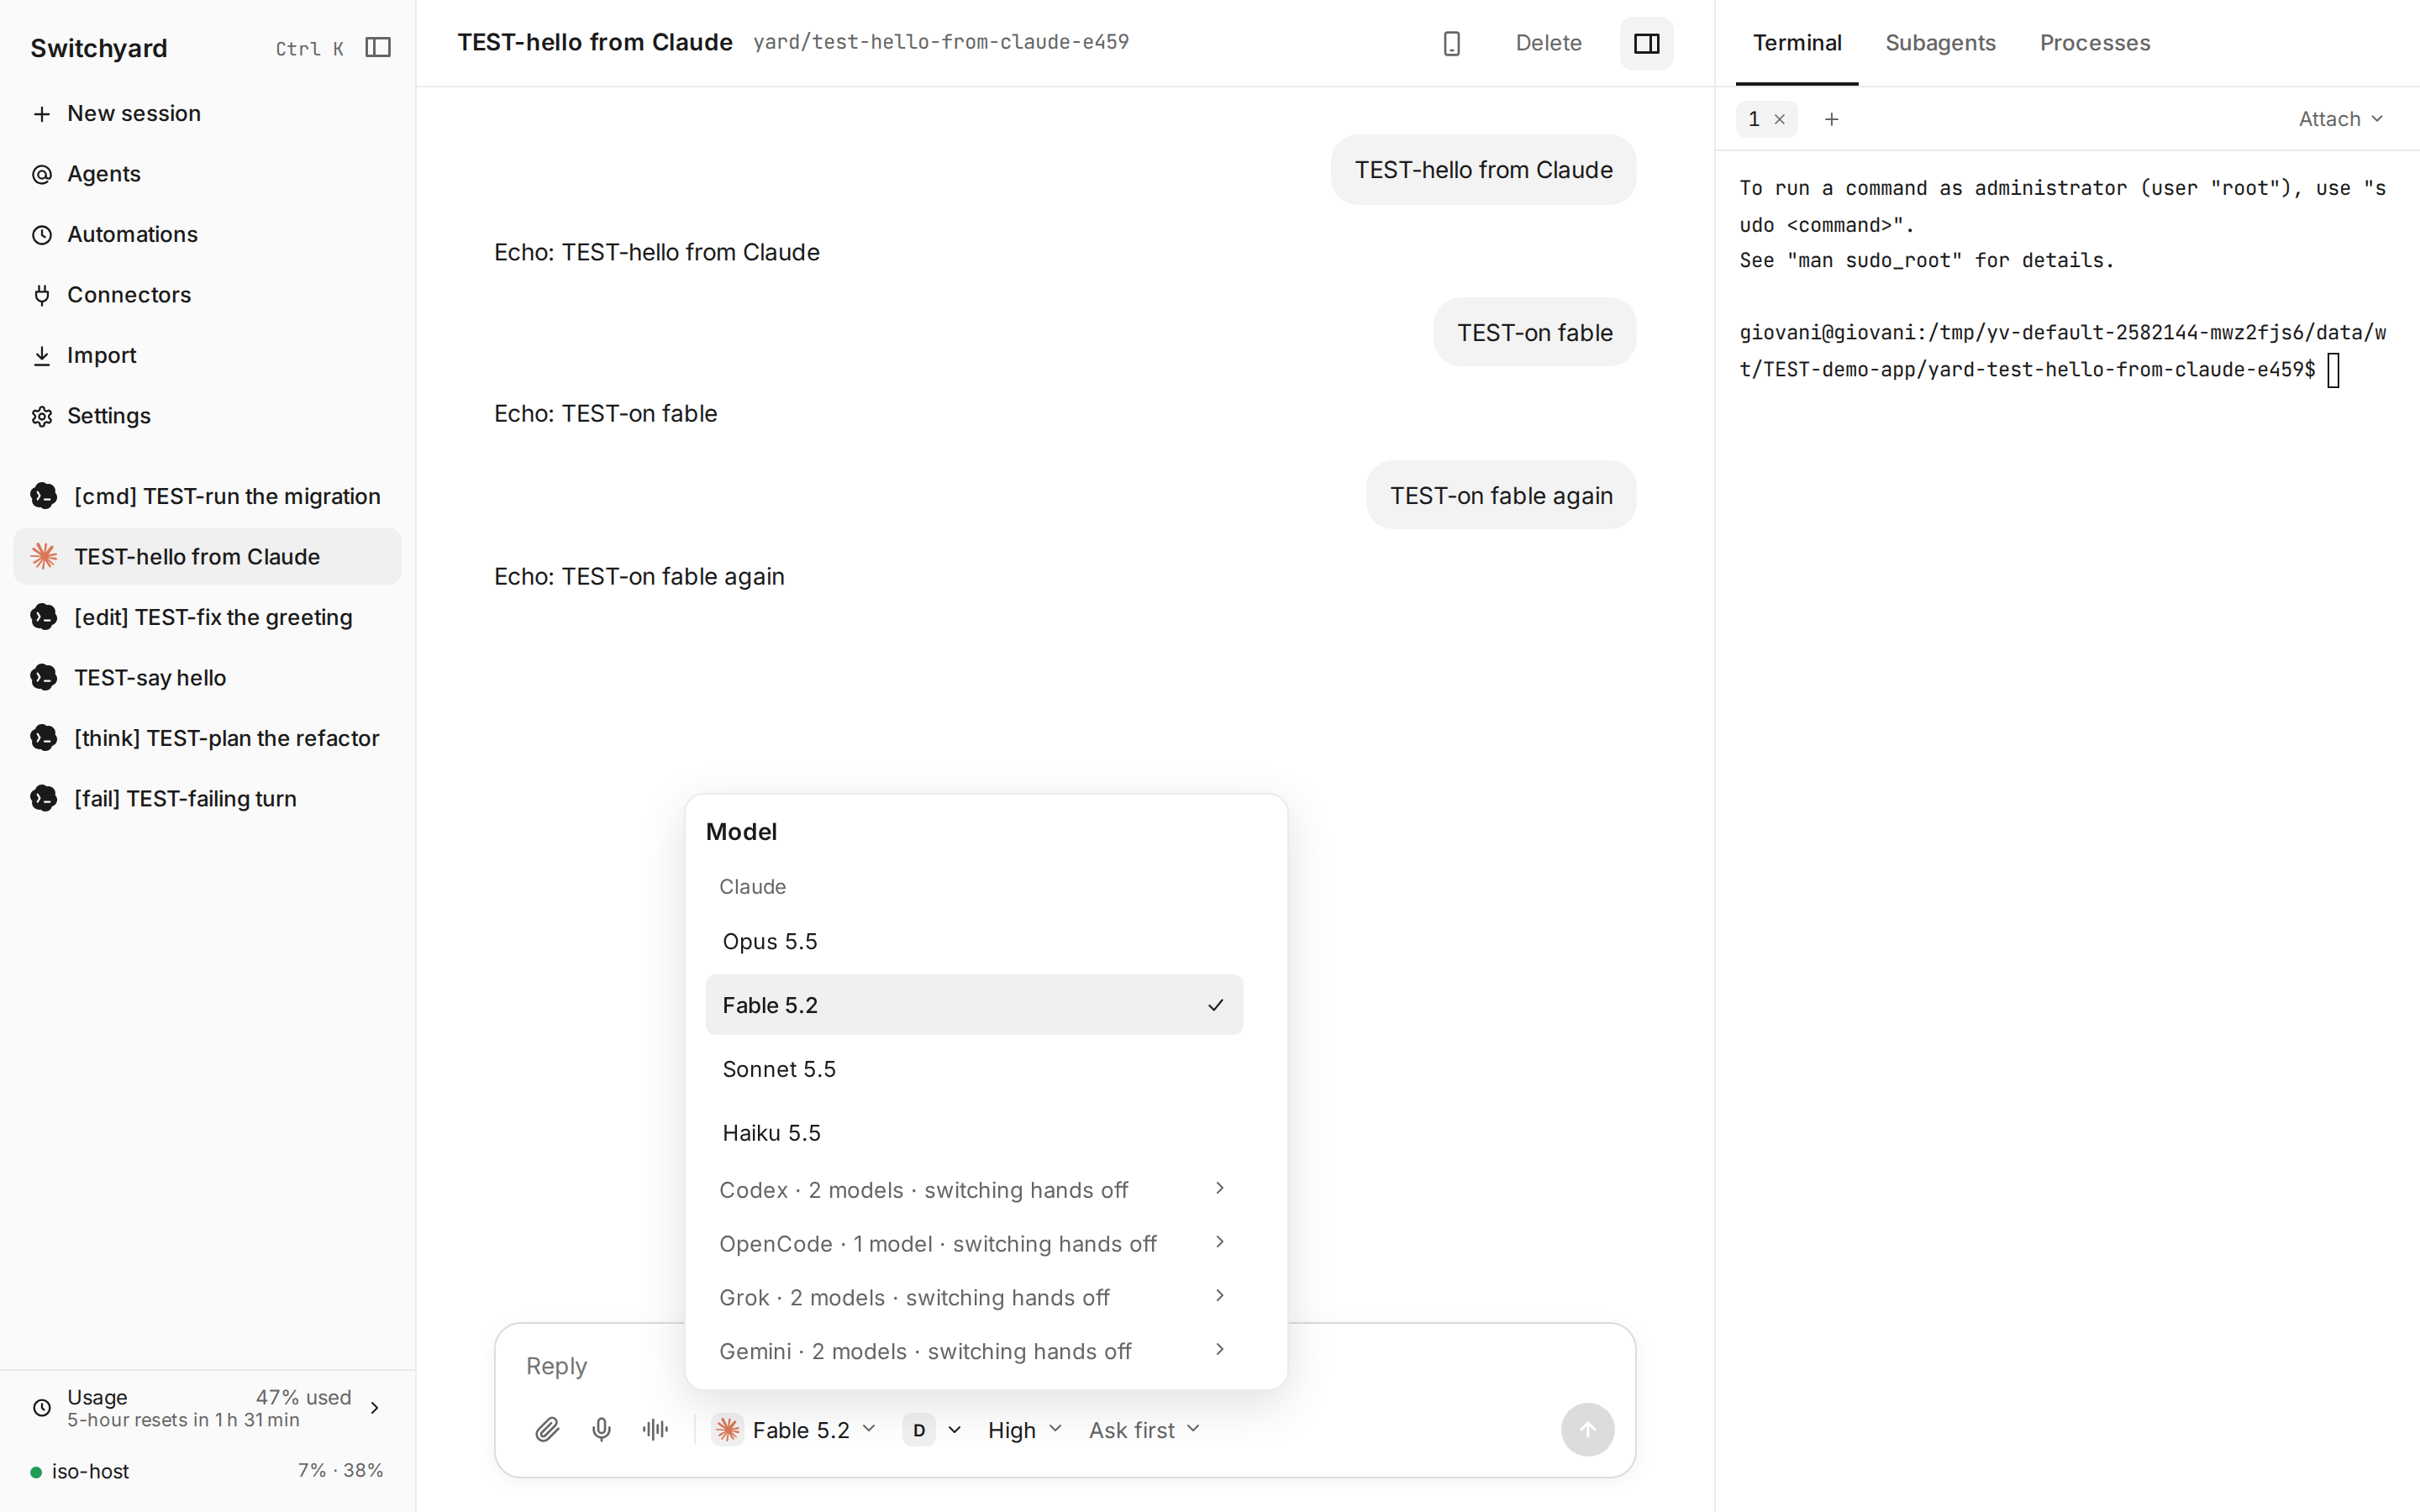 Switchyard
Ctrl K
New session
Agents
Automations
Connectors
Import
Settings
[cmd] TEST-run the migration
TEST-hello from Claude
[edit] TEST-fix the greeting
TEST-say hello
[think] TEST-plan the refactor
[fail] TEST-failing turn
Usage
47% used
5-hour resets in 1 h 31 min
iso-host
7% · 38%
TEST-hello from Claude
yard/test-hello-from-claude-e459
Delete
TEST-hello from Claude
Echo: TEST-hello from Claude
TEST-on fable
Echo: TEST-on fable
TEST-on fable again
Echo: TEST-on fable again
Model
Claude
Opus 5.5
Fable 5.2
Sonnet 5.5
Haiku 5.5
Codex · 2 models · switching hands off
OpenCode · 1 model · switching hands off
Grok · 2 models · switching hands off
Gemini · 2 models · switching hands off
Reply
Fable 5.2
D
High
Ask first
Terminal
Subagents
Processes
1
Attach
To run a command as administrator (user "root"), use "s
udo <command>".
See "man sudo_root" for details.
giovani@giovani:/tmp/yv-default-2582144-mwz2fjs6/data/w
t/TEST-demo-app/yard-test-hello-from-claude-e459$